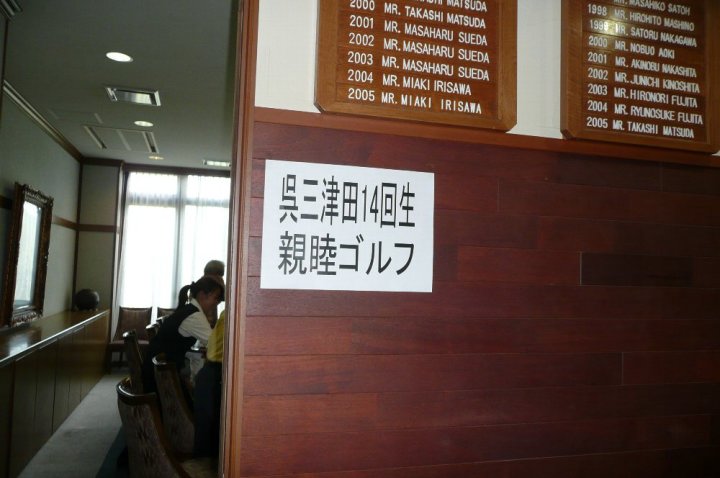 2000 MR. TAKASHI MATSUDA
2001 MR. MASAHARU SUEDA
2002 MR. MASAHARU SUEDA
2003 MR. MASAHARU SUEDA
2004 MR. MIAKI IRISAWA
2005 MR. MIAKI IRISAWA
MR. MASAHIKO SATOH
1998 MR. HIROHITO MASHINO
1999 MR. SATORU NAKAGAWA
2000 MR. NOBUO AOKI
2001 MR. AKINOBU NAKASHITA
2002 MR. JUNICHI KINOSHITA
2003 MR. HIRONORI FUJITA
2004 MR. RYUNOSUKE FUJITA
2005 MR. TAKASHI MATSUDA
呉三津田14回生
親睦ゴルフ